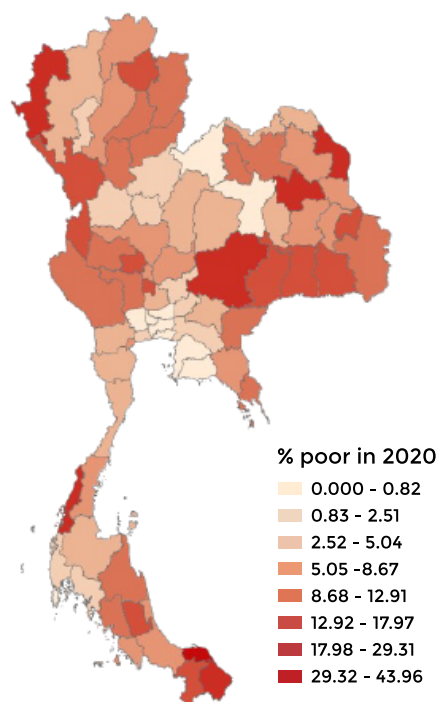 % poor in 2020
0.000 - 0.82
0.83 - 2.51
2.52 - 5.04
5.05 -8.67
8.68 - 12.91
12.92 - 17.97
17.98 - 29.31
29.32 - 43.96